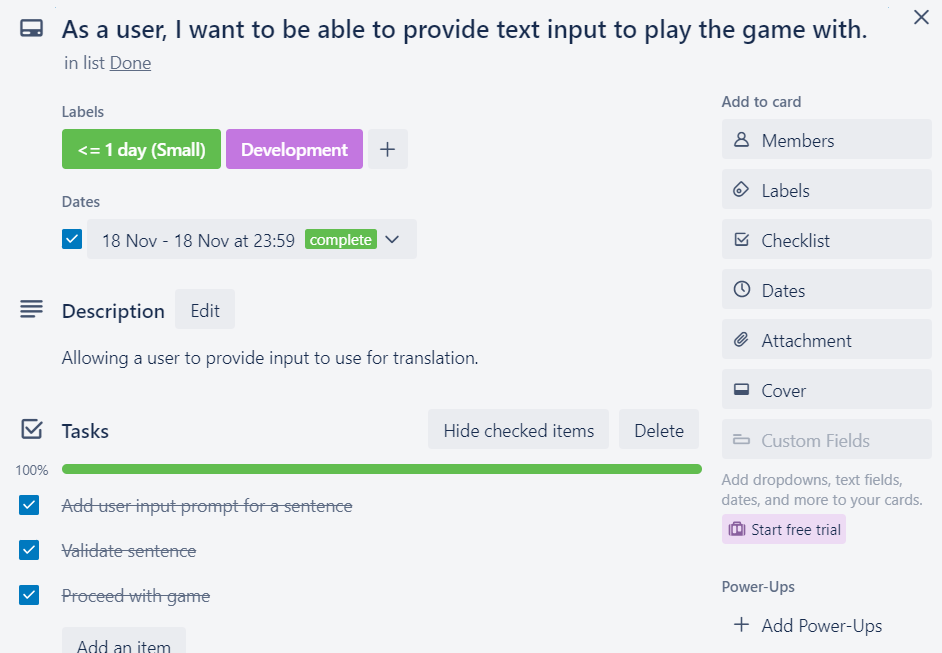 As a user, I want to be able to provide text input to play the game with.
in list Done
Labels
<= 1 day (Small) Development +
Dates
18 Nov - 18 Nov at 23:59 complete
Description Edit
Allowing a user to provide input to use for translation.
Tasks Hide checked items Delete
100%
Add user input prompt for a sentence
Validate sentence
Proceed with game
Add an item
Add to card
Members
Labels
Checklist
Dates
Attachment
Cover
Custom Fields
Add dropdowns, text fields,
dates, and more to your cards.
Start free trial
Power-Ups
+ Add Power-Ups